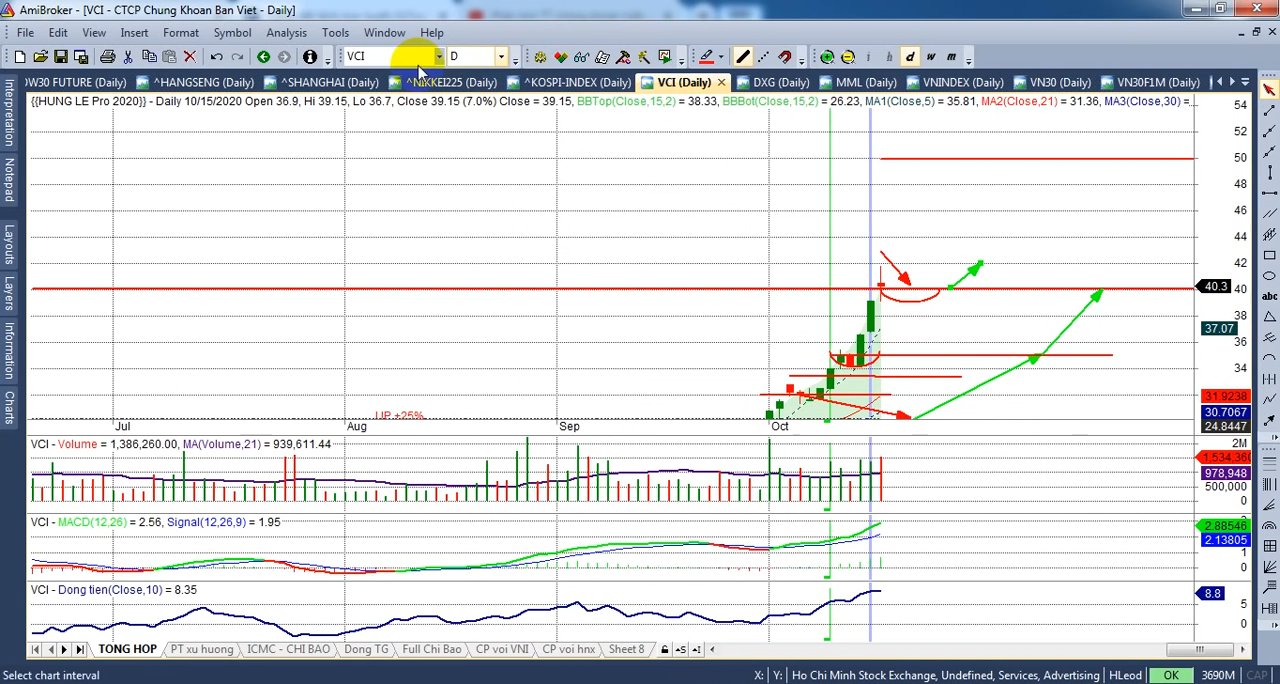 AmiBroker - [VCI - CTCP Chung Khoan Ban Viet - Daily]
File Edit View Insert Format Symbol Analysis Tools Window Help
VCI D i i h d w m
W30 FUTURE (Daily) ^HANGSENG (Daily) ^SHANGHAI (Daily) ^NIKKEI225 (Daily) ^KOSPI-INDEX (Daily) VCI (Daily) DXG (Daily) MML (Daily) VNINDEX (Daily) VN30 (Daily) VN30F1M (Daily)
{{HUNG LE Pro 2020}} - Daily 10/15/2020 Open 36.9, Hi 39.15, Lo 36.7, Close 39.15 (7.0%) Close = 39.15, BBTop(Close,15,2) = 38.33, BBBot(Close,15,2) = 26.23, MA1(Close,5) = 35.81, MA2(Close,21) = 31.36, MA3(Close,30) =
Interpretation
Notepad
Layouts
Layers
Information
Charts
abc
54
52
50
48
46
44
42
40.3
40
38
37.07
36
34
31.9238
30.7067
24.8447
UP +25%
Jul Aug Sep Oct
VCI - Volume = 1,386,260.00, MA(Volume,21) = 939,611.44
2M
1,534,360
978,948
500,000
0
VCI - MACD(12,26) = 2.56, Signal(12,26,9) = 1.95
2.88546
2.13805
1
0
VCI - Dong tien(Close,10) = 8.35
8.8
5
0
TONG HOP PT xu huong ICMC - CHI BAO Dong TG Full Chi Bao CP voi VNI CP voi hnx Sheet 8
Select chart interval X: Y: Ho Chi Minh Stock Exchange, Undefined, Services, Advertising HLeod OK 3690M CAP